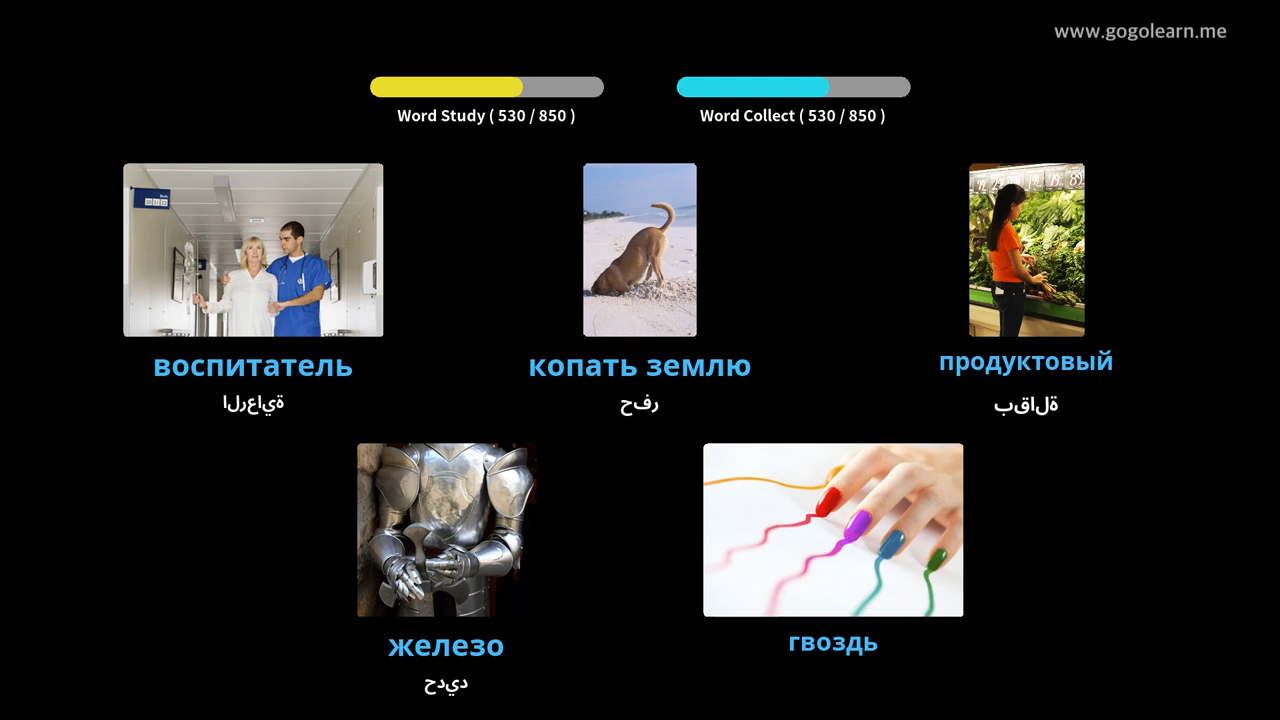 www.gogolearn.me
Word Study ( 530 / 850 )
Word Collect ( 530 / 850 )
воспитатель
копать землю
продуктовый
الرعاية
حفر
بقالة
железо
гвоздь
حديد